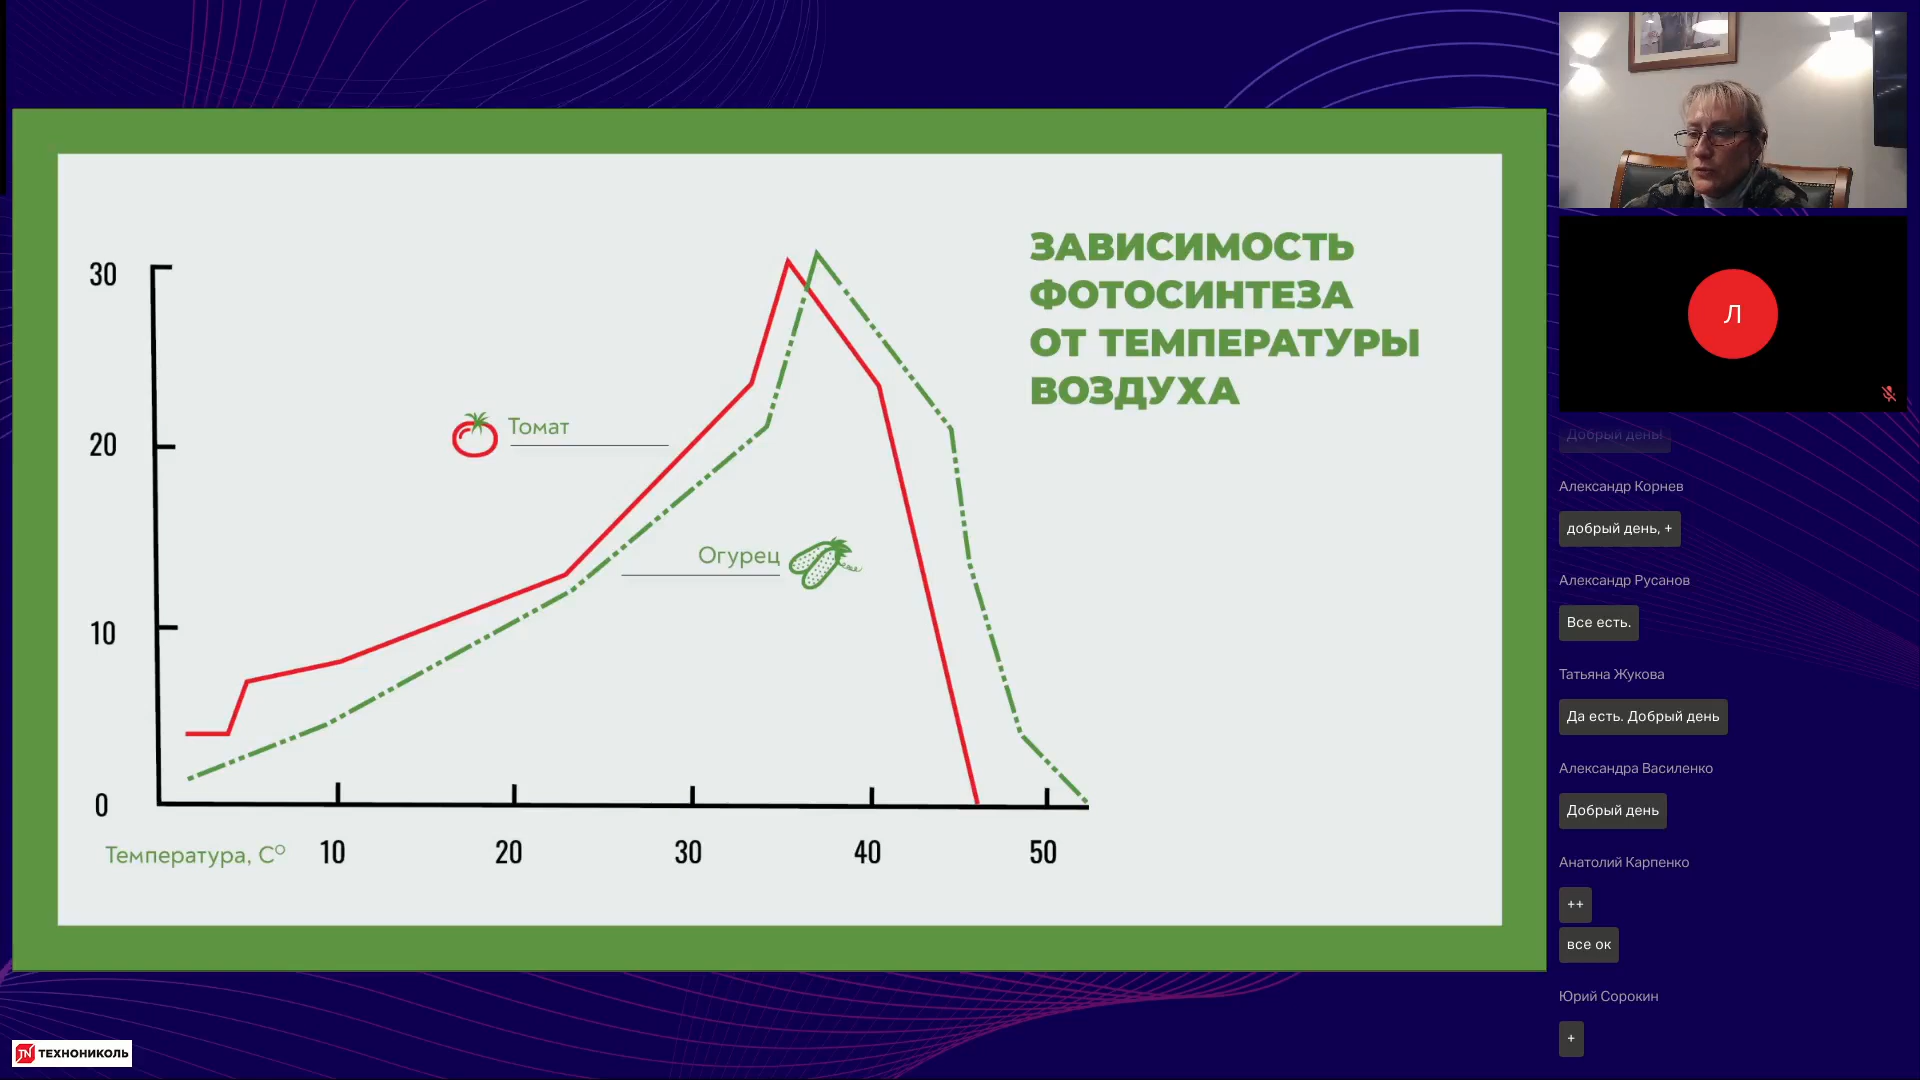 ЗАВИСИМОСТЬ
ФОТОСИНТЕЗА
ОТ ТЕМПЕРАТУРЫ
ВОЗДУХА
30
20
10
0
Томат
Огурец
Температура, С°
10
20
30
40
50
ТЕХНОНИКОЛЬ
Л
Добрый день!
Александр Корнев
добрый день, +
Александр Русанов
Все есть.
Татьяна Жукова
Да есть. Добрый день
Александра Василенко
Добрый день
Анатолий Карпенко
++
все ок
Юрий Сорокин
+